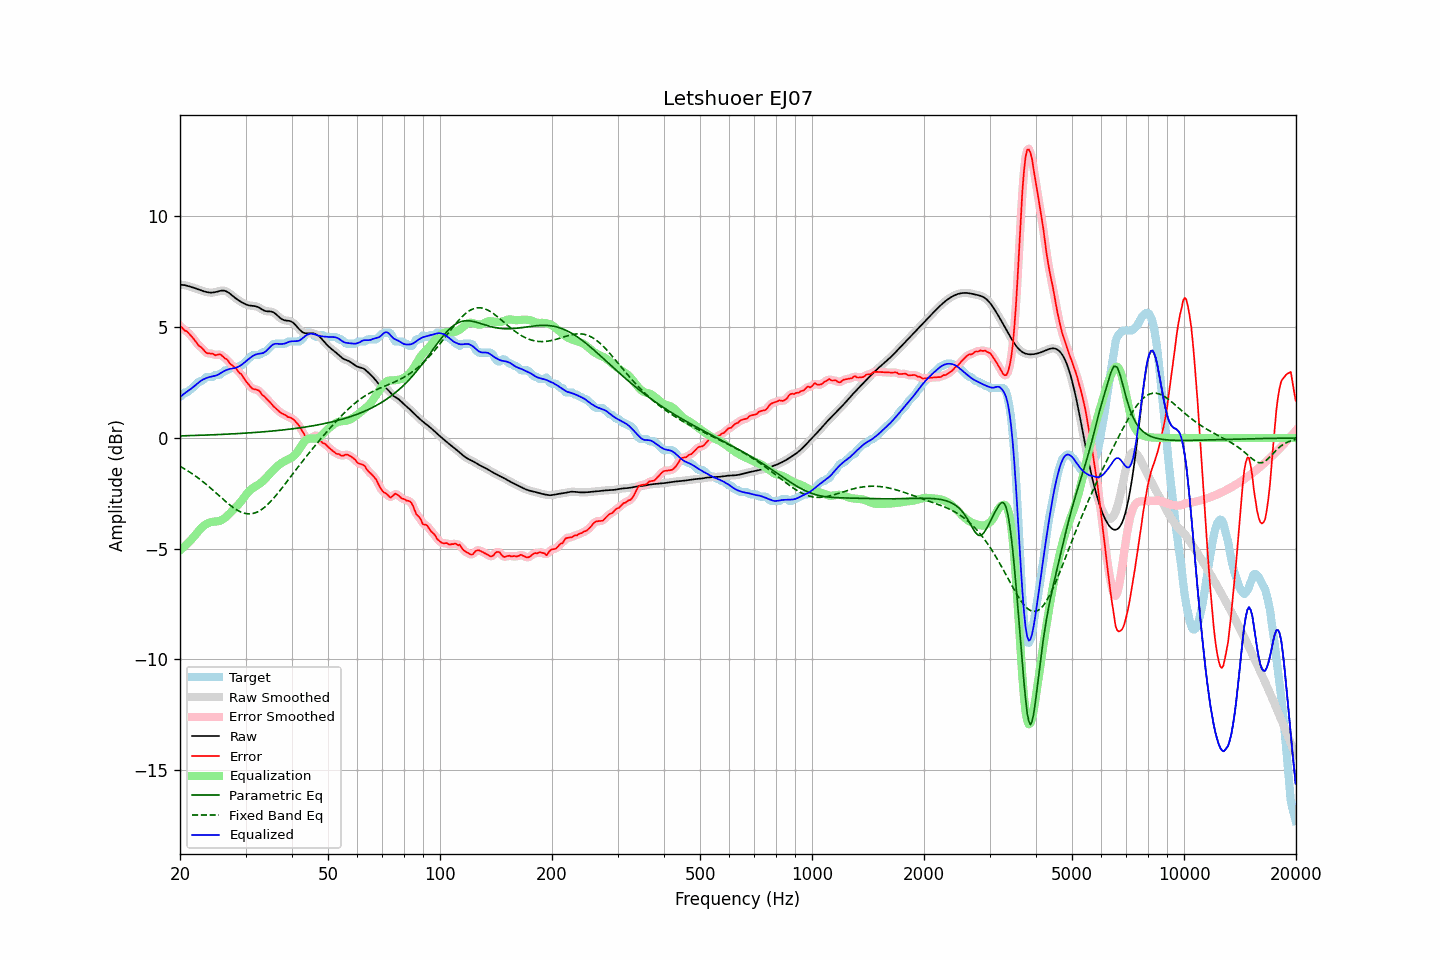 Letshuoer EJ07
Amplitude (dBr)
10
5
0
−5
−10
−15
Target
Raw Smoothed
Error Smoothed
Raw
Error
Equalization
Parametric Eq
Fixed Band Eq
Equalized
20 50 100 200 500 1000 2000 5000 10000 20000
Frequency (Hz)